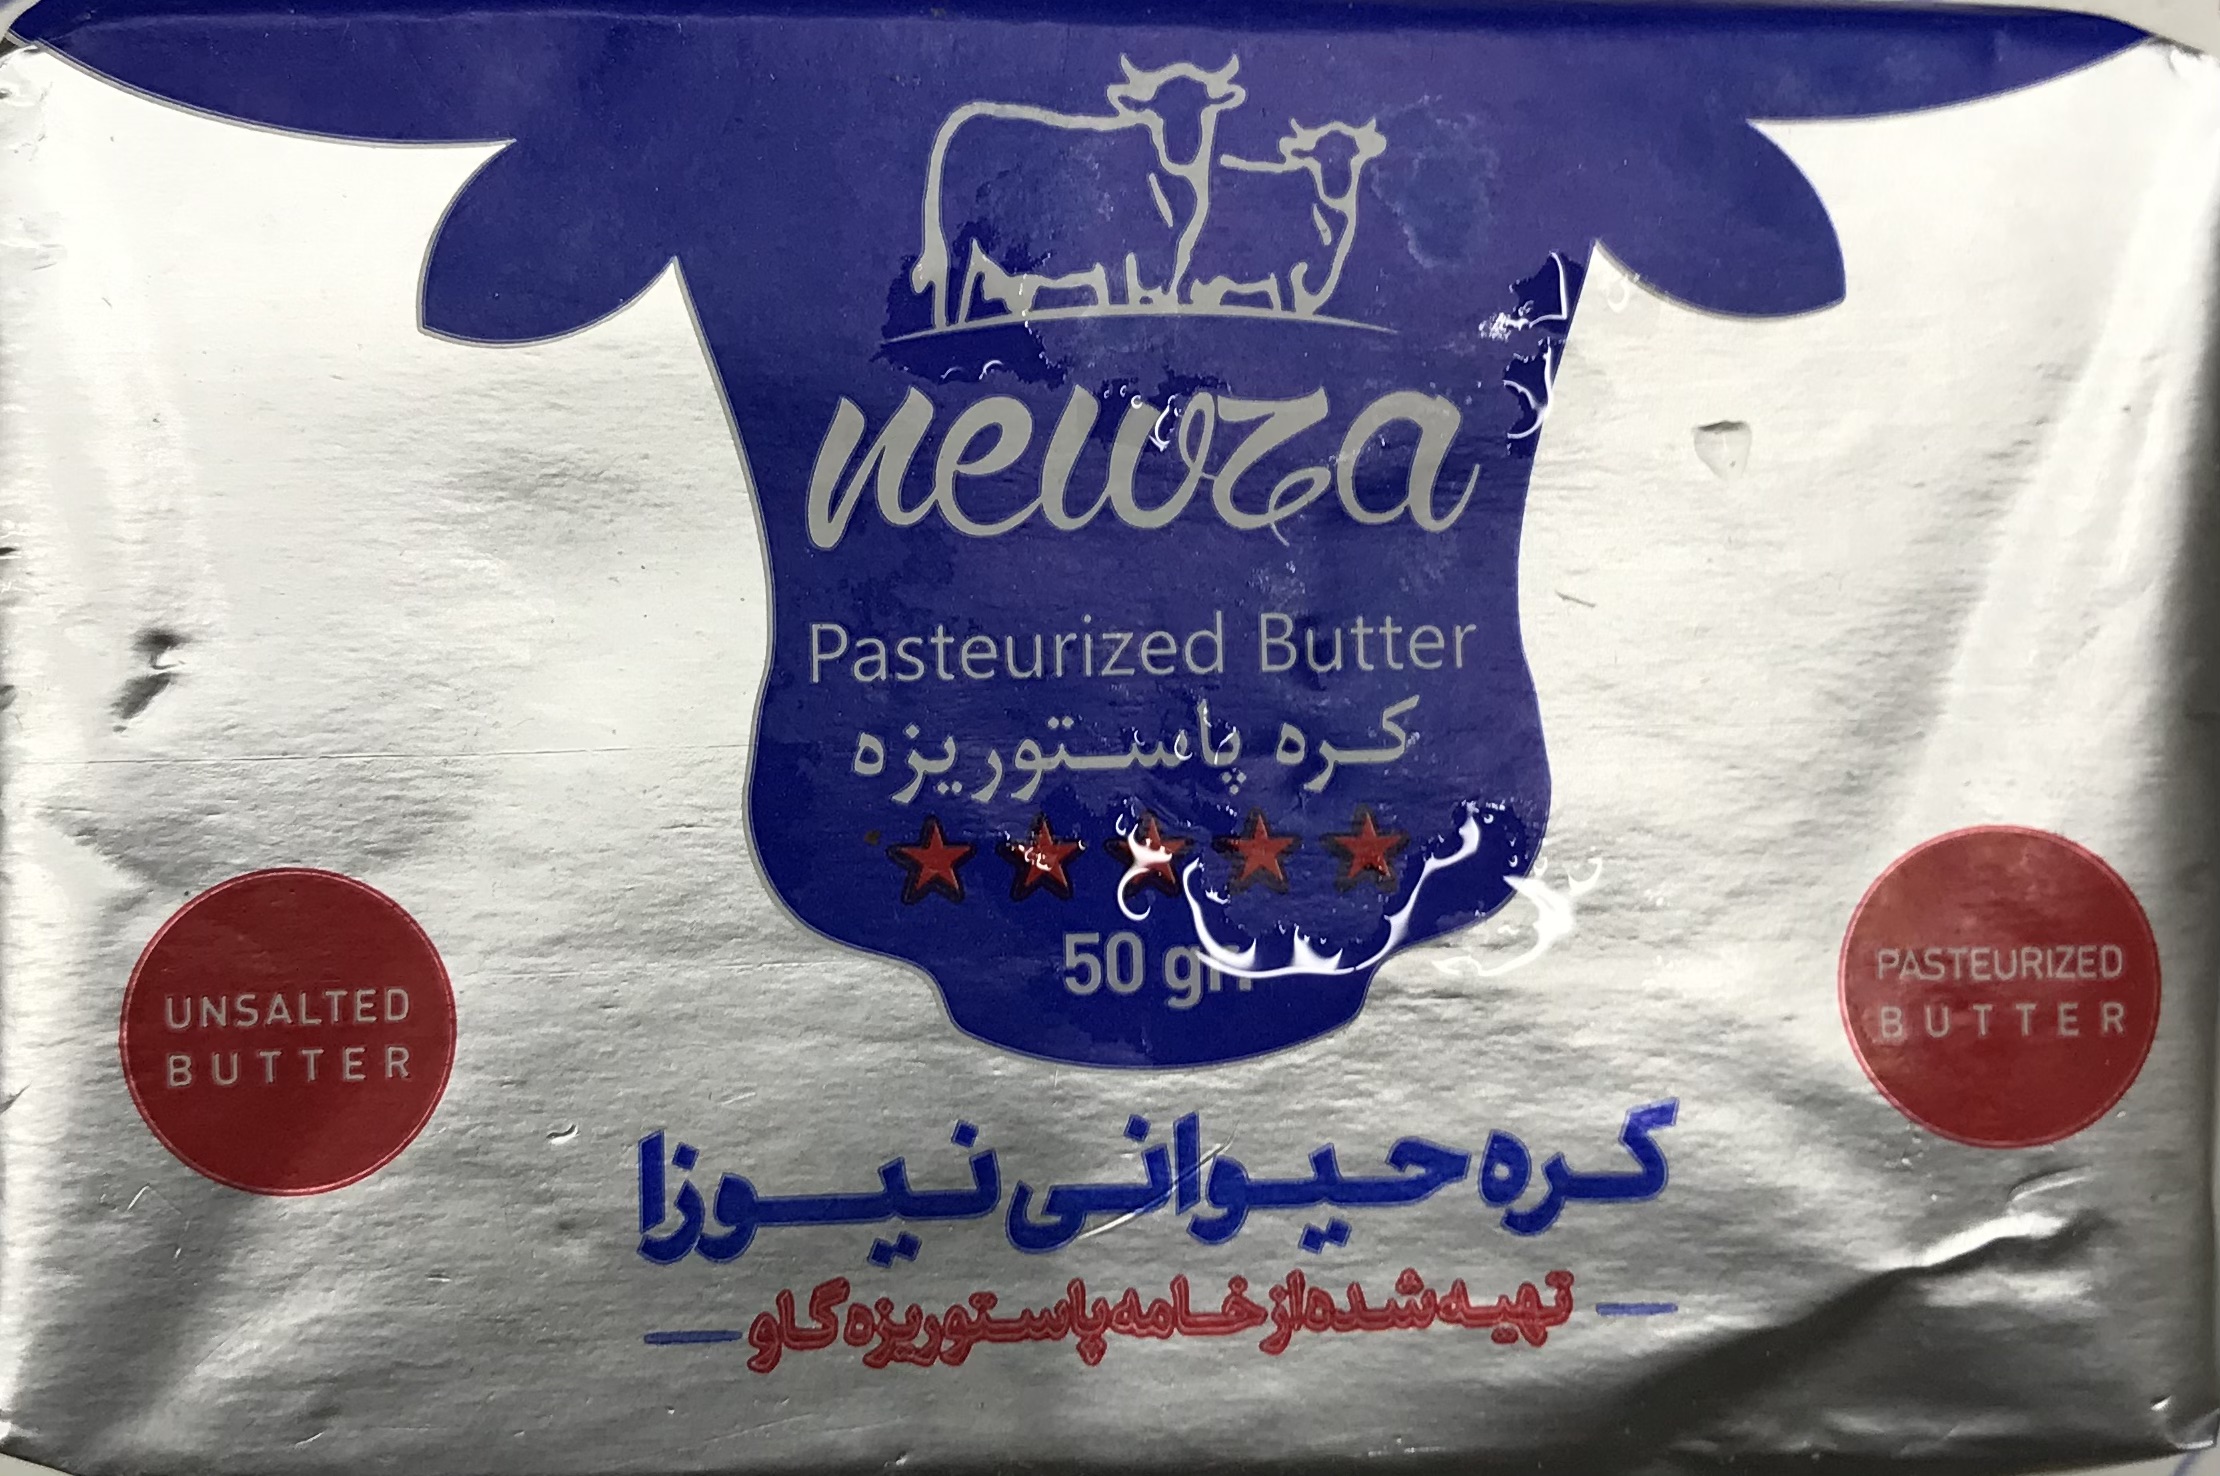 newza
Pasteurized Butter
کره پاستوریزه
50 gr.
UNSALTED
BUTTER
PASTEURIZED
BUTTER
کره حیوانی نیوزا
تهیه شده از خامه پاستوریزه گاو